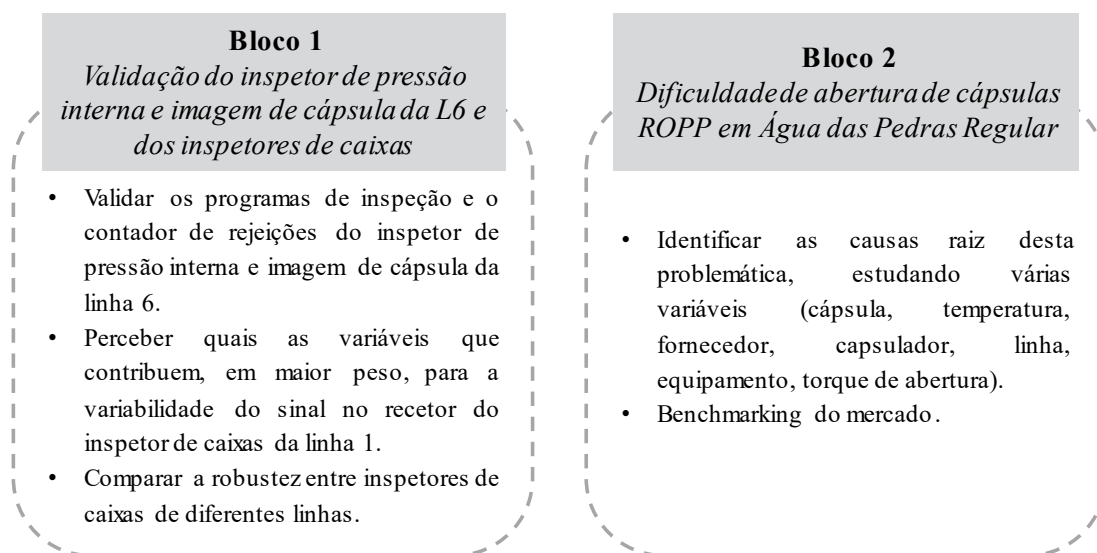 Bloco 1
Validação do inspetor de pressão
interna e imagem de cápsula da L6 e
dos inspetores de caixas
• Validar os programas de inspeção e o
contador de rejeições do inspetor de
pressão interna e imagem de cápsula da
linha 6.
• Perceber quais as variáveis que
contribuem, em maior peso, para a
variabilidade do sinal no recetor do
inspetor de caixas da linha 1.
• Comparar a robustez entre inspetores de
caixas de diferentes linhas.
Bloco 2
Dificuldade de abertura de cápsulas
ROPP em Água das Pedras Regular
• Identificar as causas raiz desta
problemática, estudando várias
variáveis (cápsula, temperatura,
fornecedor, capsulador, linha,
equipamento, torque de abertura).
• Benchmarking do mercado.